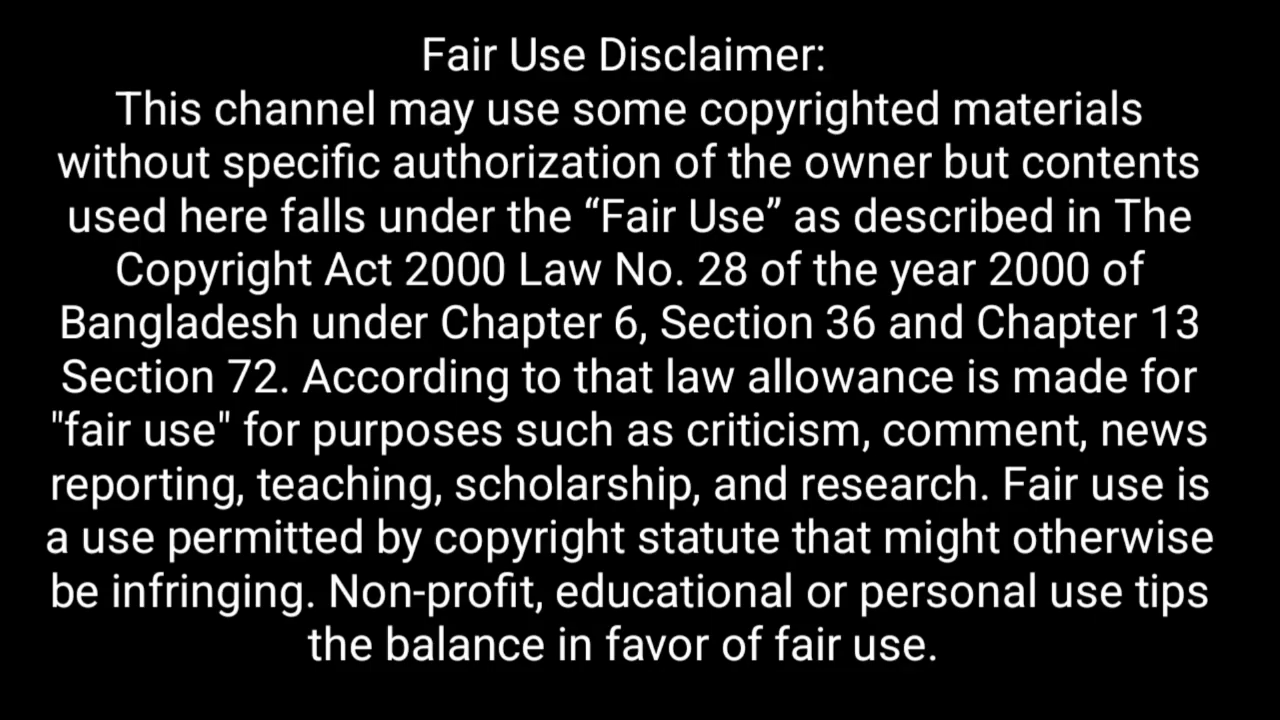 Fair Use Disclaimer:
This channel may use some copyrighted materials
without specific authorization of the owner but contents
used here falls under the “Fair Use” as described in The
Copyright Act 2000 Law No. 28 of the year 2000 of
Bangladesh under Chapter 6, Section 36 and Chapter 13
Section 72. According to that law allowance is made for
"fair use" for purposes such as criticism, comment, news
reporting, teaching, scholarship, and research. Fair use is
a use permitted by copyright statute that might otherwise
be infringing. Non-profit, educational or personal use tips
the balance in favor of fair use.